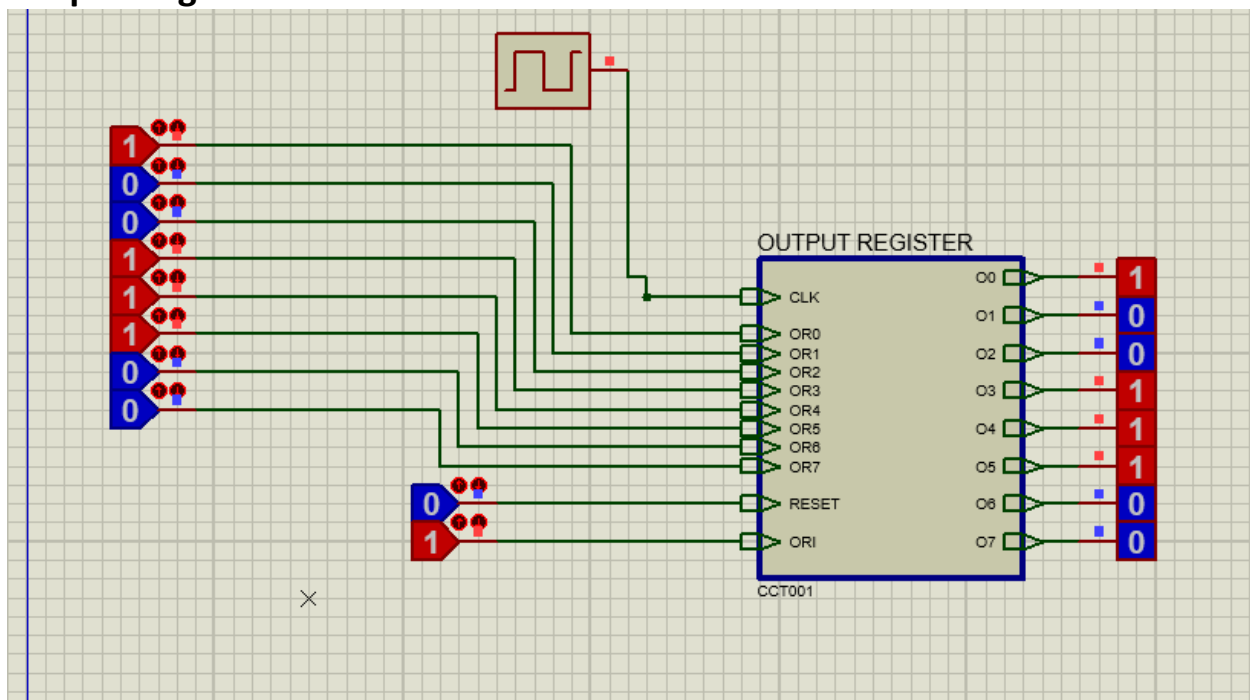 OUTPUT REGISTER
1
0
0
1
1
1
0
0
0
1
CLK
OR0
OR1
OR2
OR3
OR4
OR5
OR6
OR7
RESET
ORI
O0
O1
O2
O3
O4
O5
O6
O7
1
0
0
1
1
1
0
0
CCT001